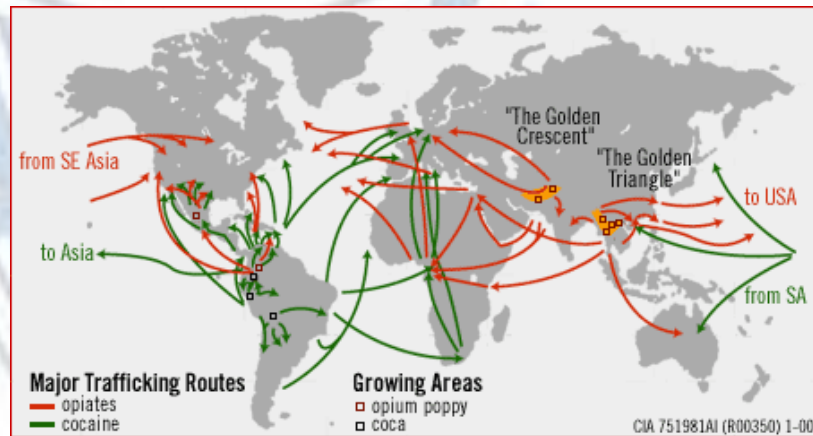 "The Golden
Crescent"
"The Golden
Triangle"
from SE Asia
to USA
to Asia
from SA
Major Trafficking Routes
opiates
cocaine
Growing Areas
opium poppy
coca
CIA 751981AI (R00350) 1-00